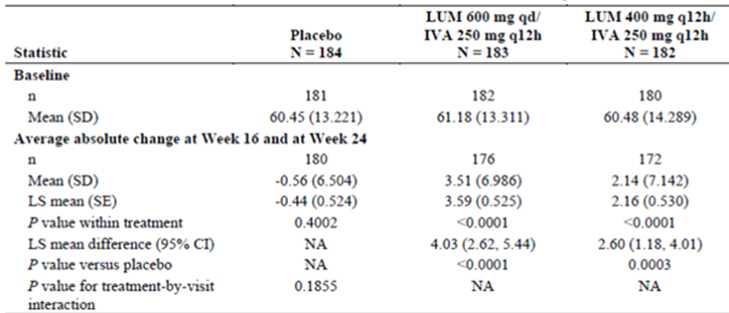 LUM 600 mg qd/ LUM 400 mg q12h/
Placebo IVA 250 mg q12h IVA 250 mg q12h
Statistic N = 184 N = 183 N = 182
Baseline
n 181 182 180
Mean (SD) 60.45 (13.221) 61.18 (13.311) 60.48 (14.289)
Average absolute change at Week 16 and at Week 24
n 180 176 172
Mean (SD) -0.56 (6.504) 3.51 (6.986) 2.14 (7.142)
LS mean (SE) -0.44 (0.524) 3.59 (0.525) 2.16 (0.530)
P value within treatment 0.4002 <0.0001 <0.0001
LS mean difference (95% CI) NA 4.03 (2.62, 5.44) 2.60 (1.18, 4.01)
P value versus placebo NA <0.0001 0.0003
P value for treatment-by-visit 0.1855 NA NA
interaction